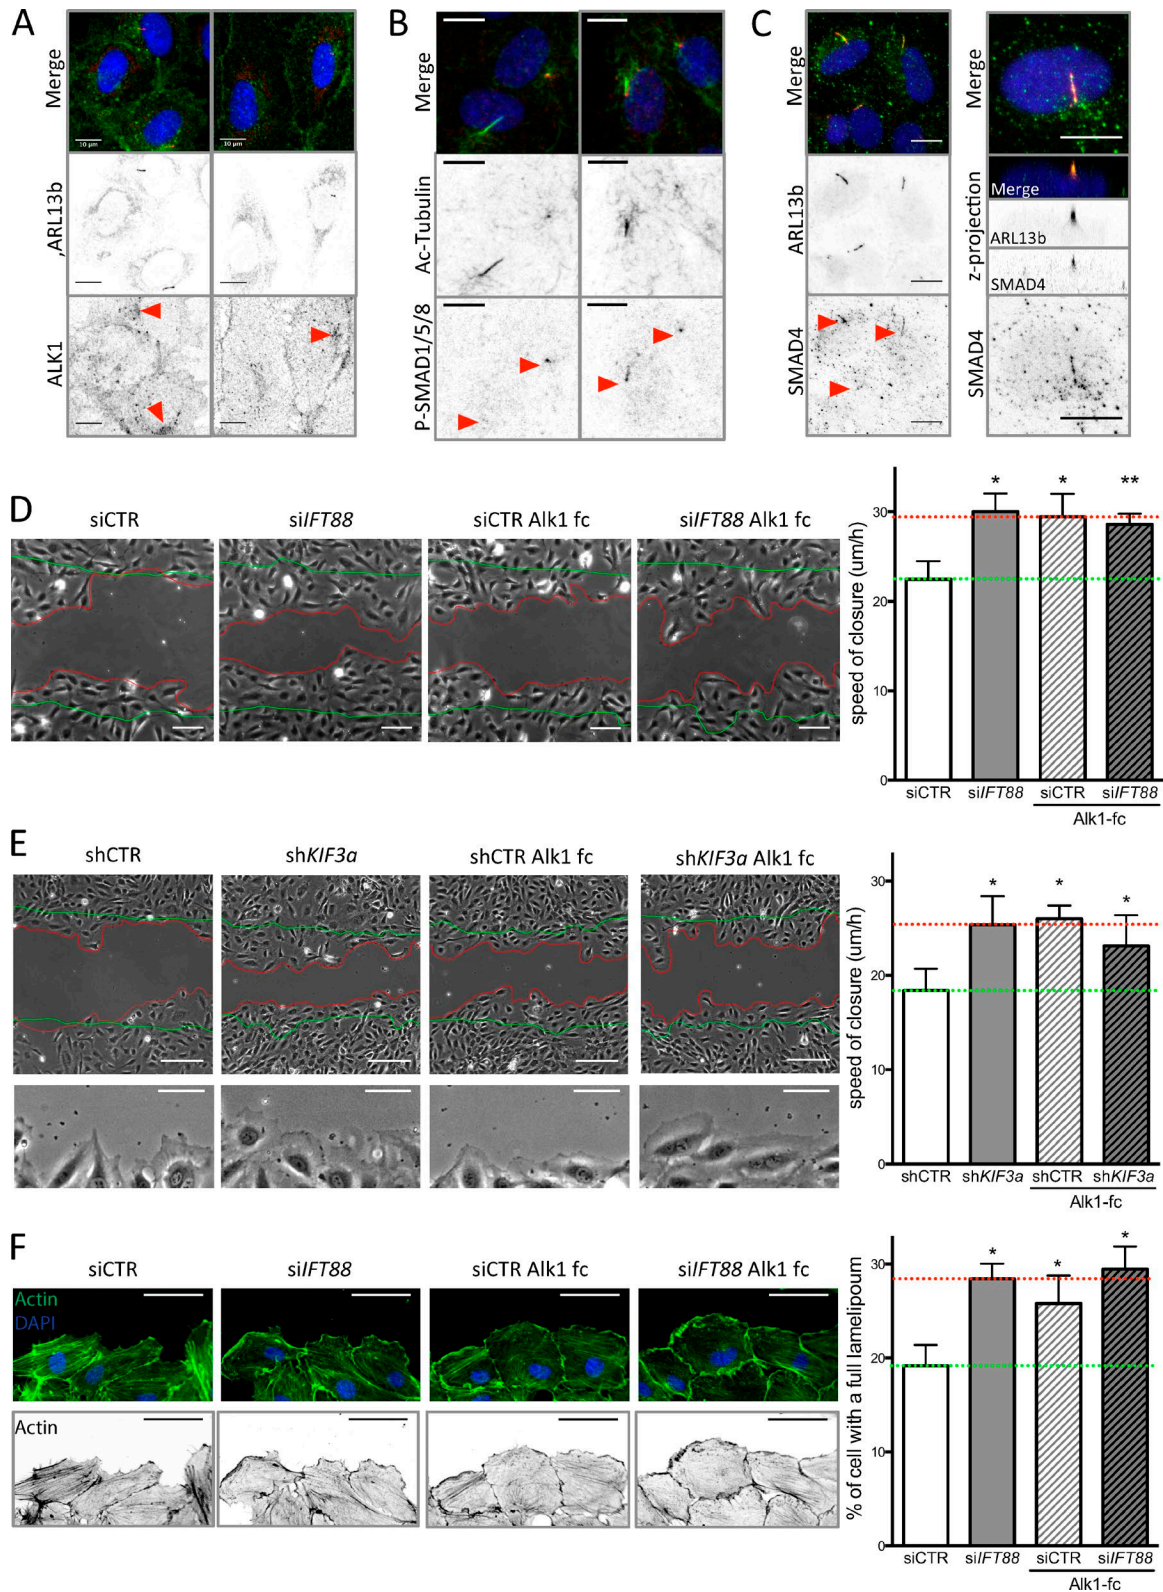 A
B
C
Merge
10 µm
10 µm
,ARL13b
ALK1
Merge
Ac-Tubulin
P-SMAD1/5/8
Merge
ARL13b
SMAD4
Merge
z-projection
Merge
ARL13b
SMAD4
SMAD4
D
siCTR
siIFT88
siCTR Alk1 fc
siIFT88 Alk1 fc
speed of closure (um/h)
30
20
10
0
* * **
siCTR siIFT88 siCTR siIFT88
Alk1-fc
E
shCTR
shKIF3a
shCTR Alk1 fc
shKIF3a Alk1 fc
speed of closure (um/h)
30
20
10
0
* * *
shCTR shKIF3a shCTR shKIF3a
Alk1-fc
F
siCTR
siIFT88
siCTR Alk1 fc
siIFT88 Alk1 fc
Actin
DAPI
Actin
% of cell with a full lamelipoum
30
20
10
0
* * *
siCTR siIFT88 siCTR siIFT88
Alk1-fc